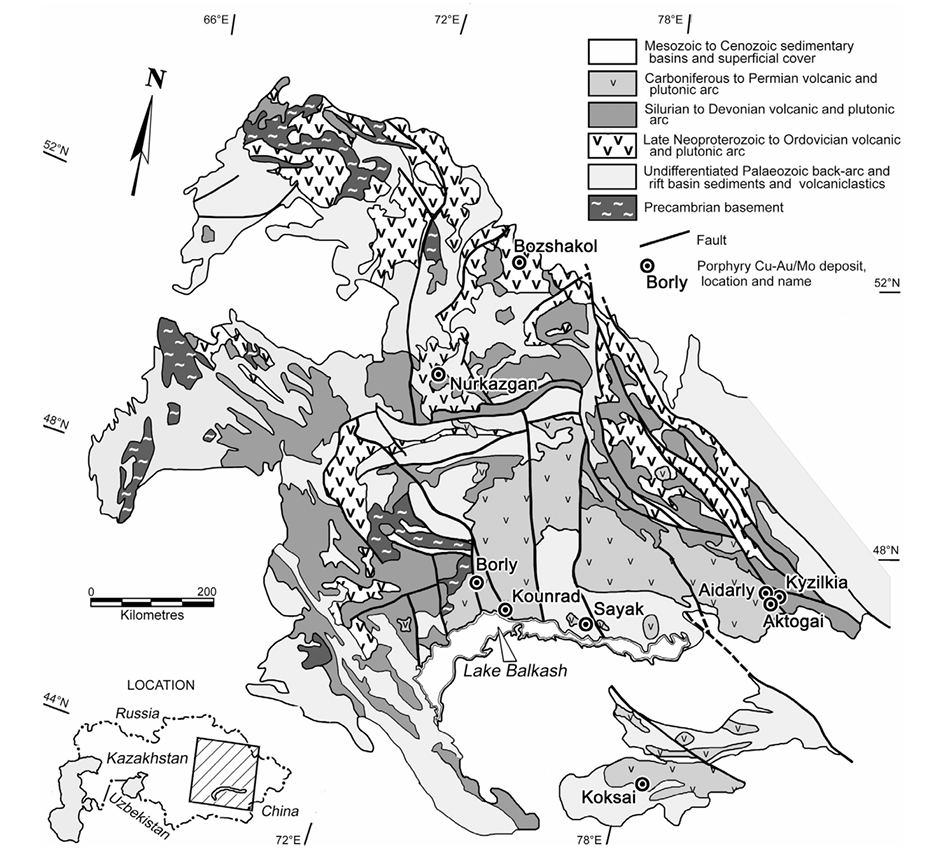 66°E
72°E
78°E
Mesozoic to Cenozoic sedimentary
basins and superficial cover
Carboniferous to Permian volcanic and
plutonic arc
Silurian to Devonian volcanic and plutonic
arc
Late Neoproterozoic to Ordovician volcanic
and plutonic arc
Undifferentiated Palaeozoic back-arc and
rift basin sediments and volcaniclastics
Precambrian basement
Fault
Porphyry Cu-Au/Mo deposit,
location and name
Borly
N
52°N
52°N
Bozshakol
Nurkazgan
48°N
48°N
Borly
Kounrad
Sayak
Aidarly
Kyzilkia
Aktogai
0
200
Kilometres
Lake Balkash
44°N
LOCATION
Russia
Kazakhstan
Uzbekistan
China
Koksai
72°E
78°E